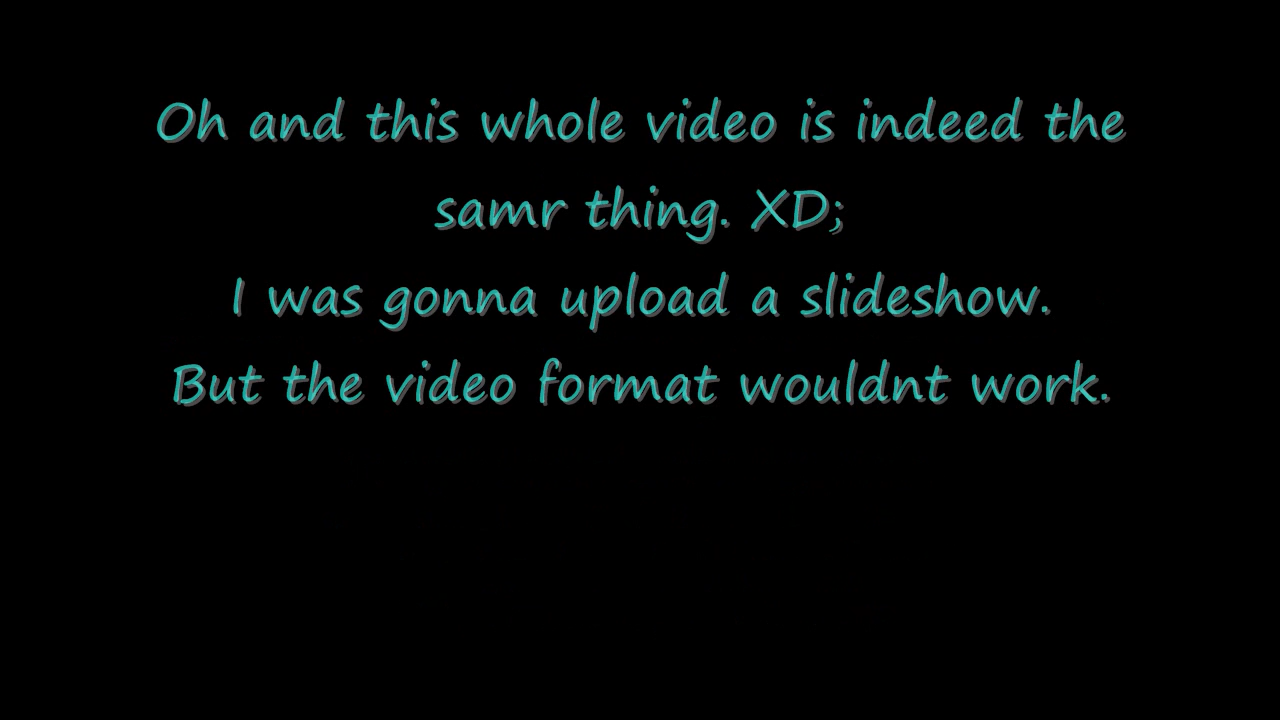 Oh and this whole video is indeed the
samr thing. XD;
I was gonna upload a slideshow.
But the video format wouldnt work.